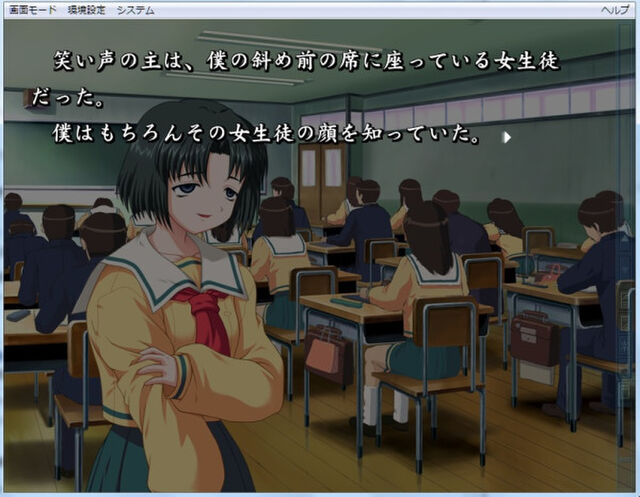 画面モード 環境設定 システム ヘルプ
笑い声の主は、僕の斜め前の席に座っている女生徒
だった。
僕はもちろんその女生徒の顔を知っていた。